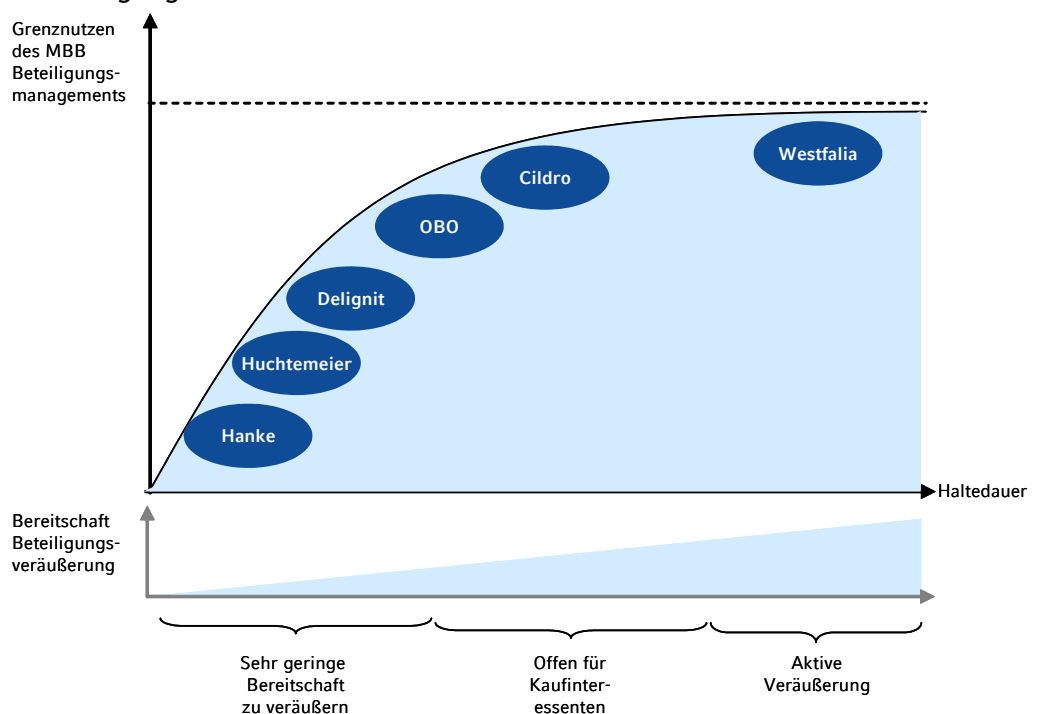 Grenznutzen
des MBB
Beteiligungs-
managements
Westfalia
Cildro
OBO
Delignit
Huchtemeier
Hanke
Haltedauer
Bereitschaft
Beteiligungs-
veräußerung
Sehr geringe
Bereitschaft
zu veräußern
Offen für
Kaufinter-
essenten
Aktive
Veräußerung